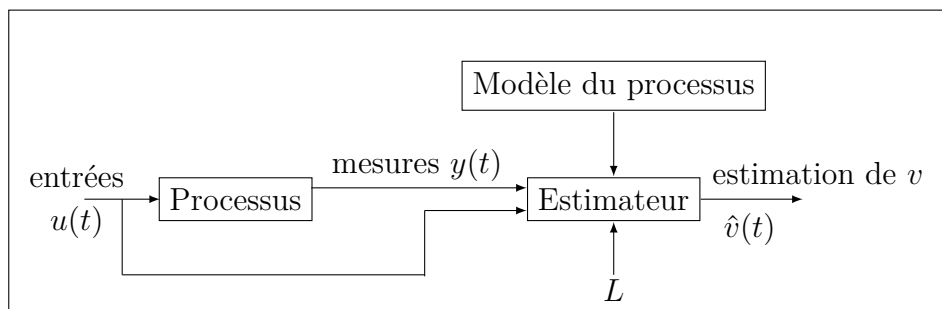 Modèle du processus
entrées
u(t)
Processus
mesures y(t)
Estimateur
estimation de v
v̂(t)
L